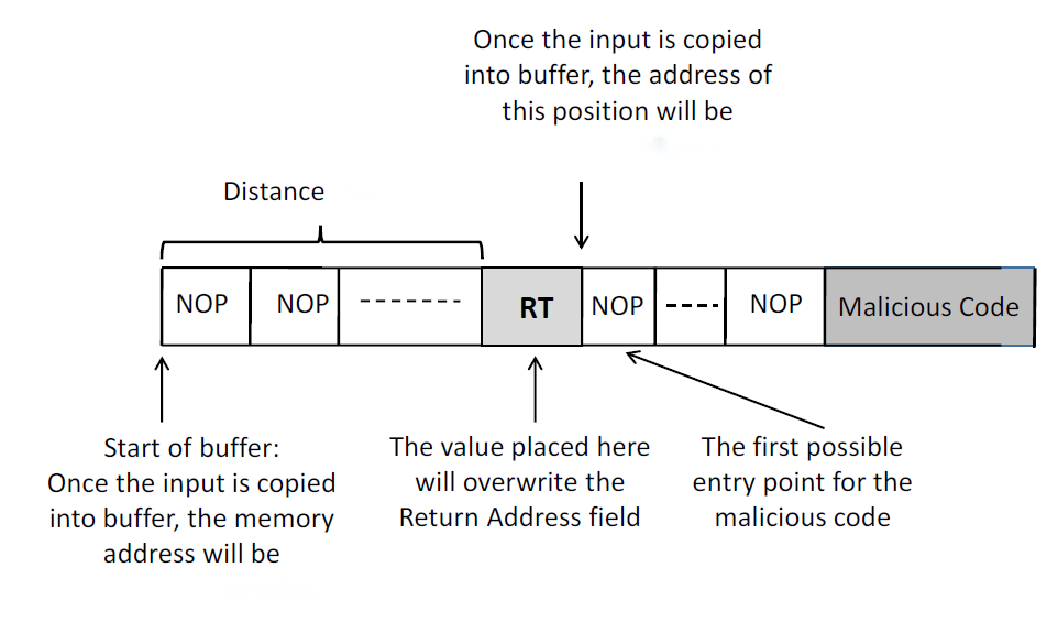 Once the input is copied
into buffer, the address of
this position will be
Distance
NOP NOP RT NOP NOP Malicious Code
Start of buffer:
Once the input is copied
into buffer, the memory
address will be
The value placed here
will overwrite the
Return Address field
The first possible
entry point for the
malicious code